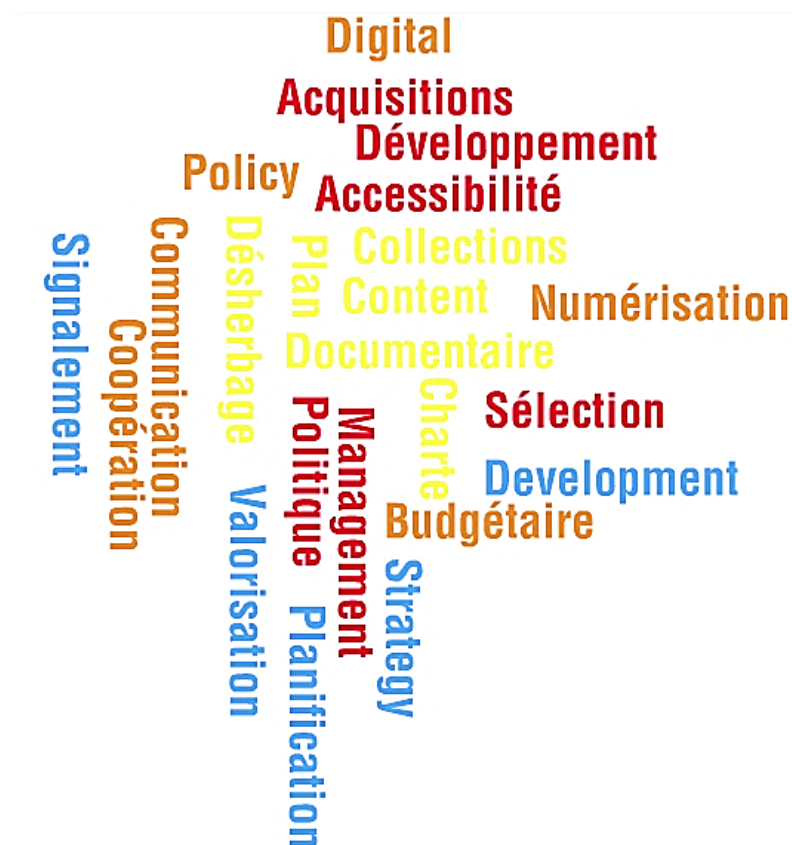 Digital
Acquisitions
Développement
Policy
Accessibilité
Signalement
Coopération
Communication
Désherbage
Plan
Collections
Content
Numérisation
Documentaire
Charte
Sélection
Politique
Management
Development
Budgétaire
Valorisation
Strategy
Planification